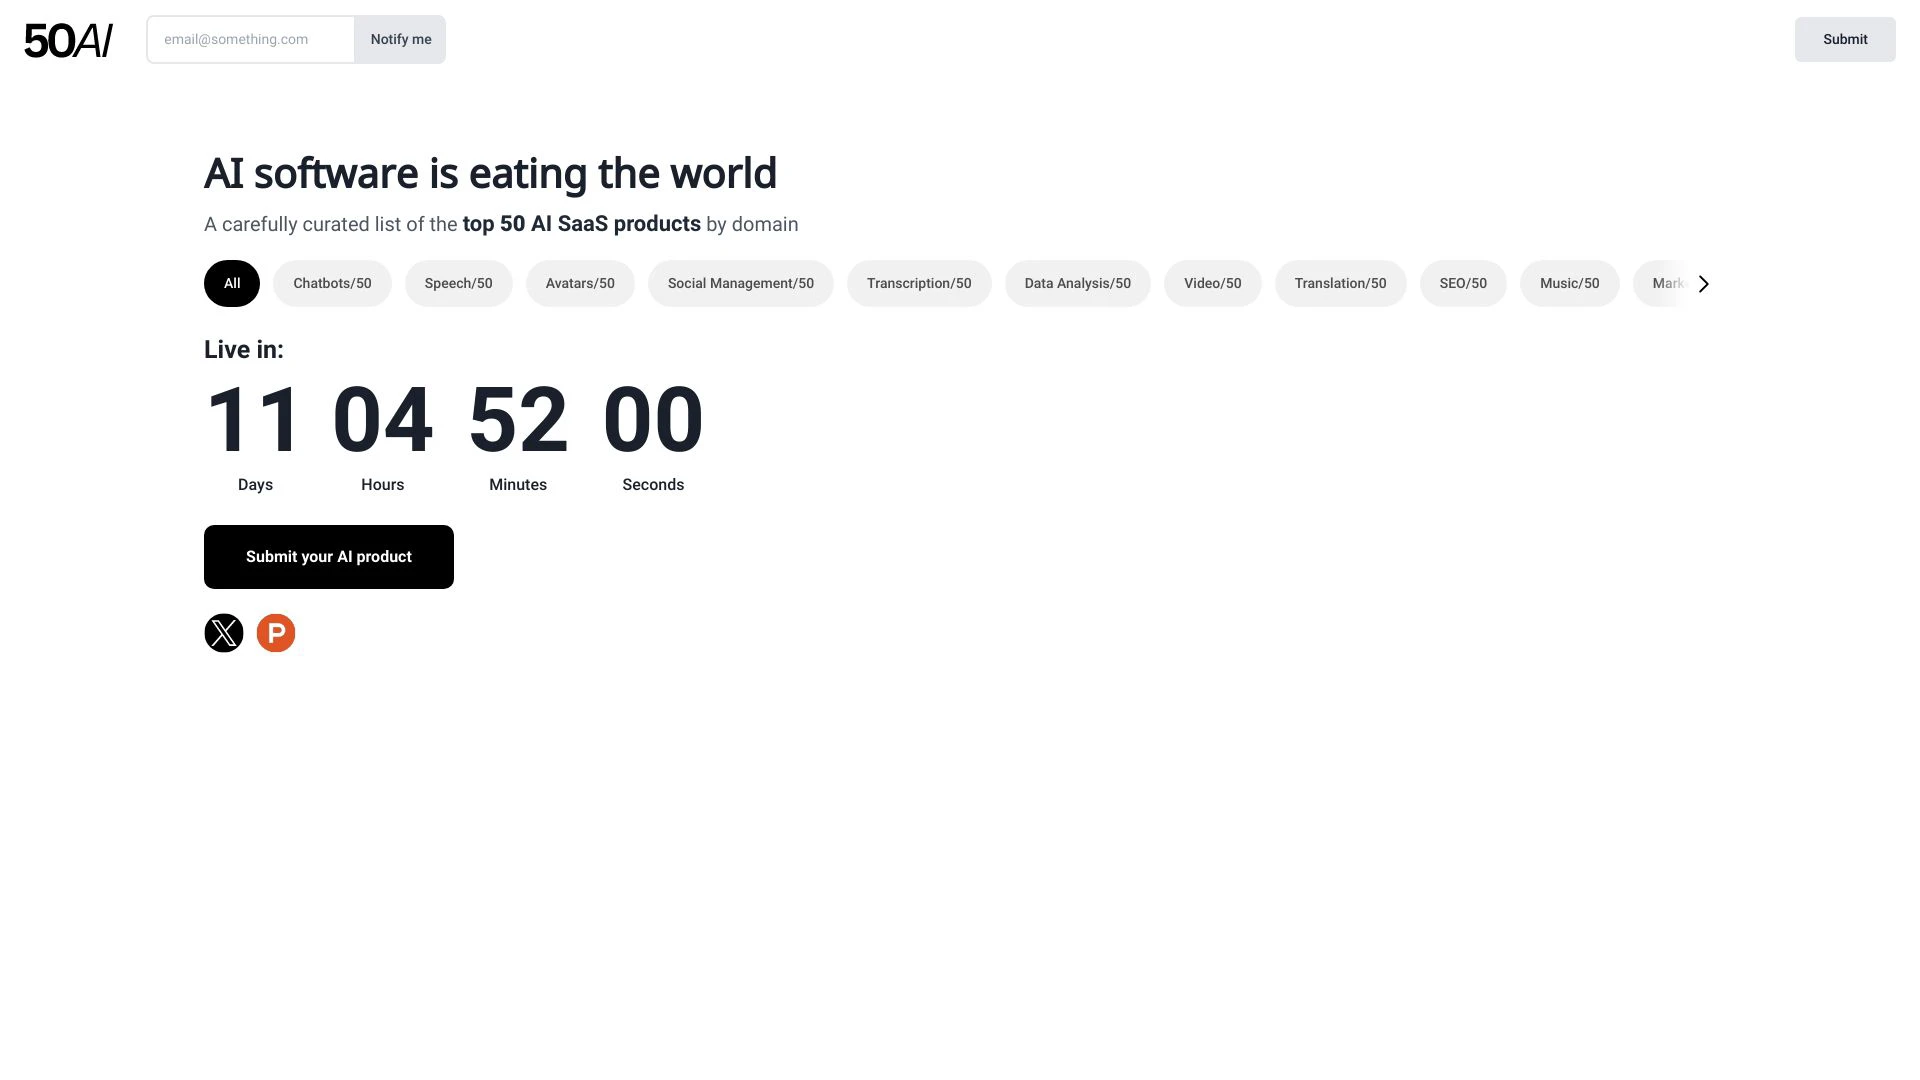 50AI
email@something.com
Notify me
Submit
AI software is eating the world
A carefully curated list of the top 50 AI SaaS products by domain
All
Chatbots/50
Speech/50
Avatars/50
Social Management/50
Transcription/50
Data Analysis/50
Video/50
Translation/50
SEO/50
Music/50
Live in:
11 04 52 00
Days Hours Minutes Seconds
Submit your AI product
X P